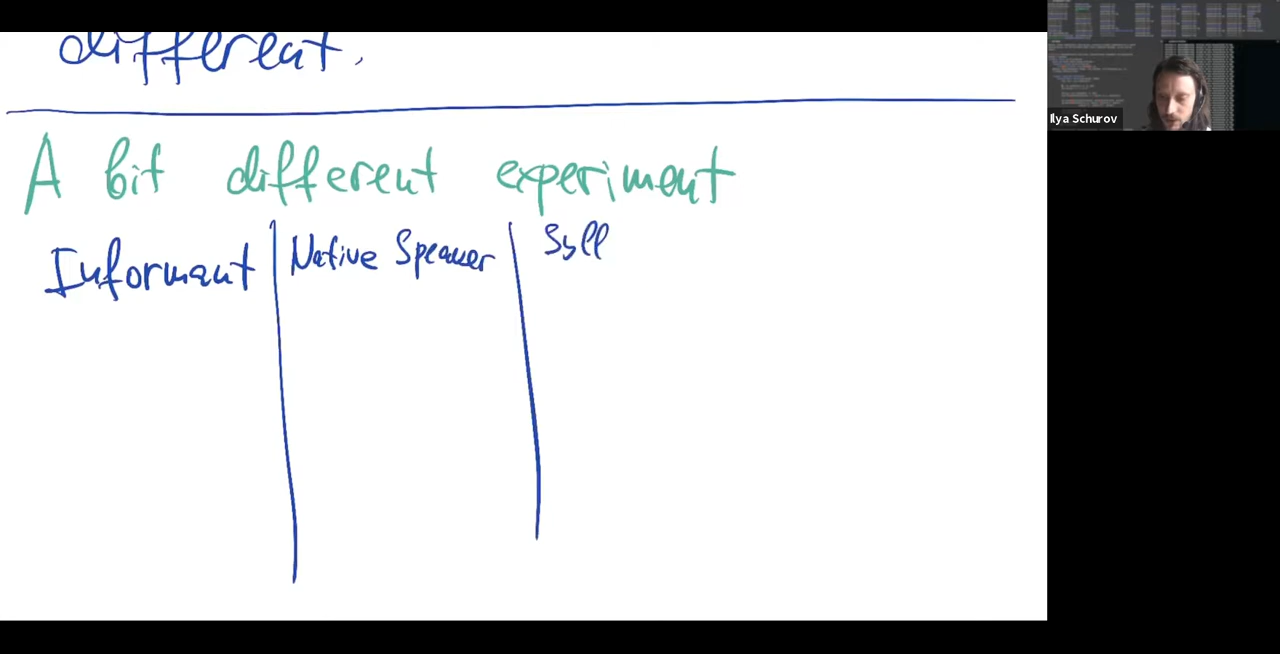 different.
A bit different experiment
Informant Native Speaker Syll
Ilya Schurov